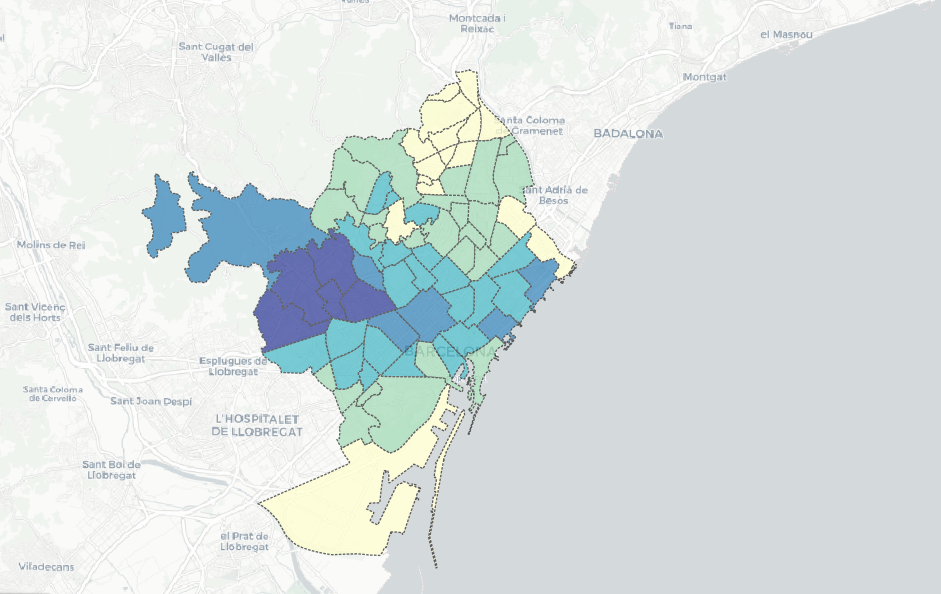 Montcada i
Reixac
Tiana
el Masnou
Sant Cugat del
Vallès
Montgat
Santa Coloma
de Gramenet
BADALONA
Sant Adrià de
Besòs
Molins de Rei
Sant Vicenç
dels Horts
Sant Feliu de
Llobregat
BARCELONA
Esplugues de
Llobregat
Santa Coloma
de Cervelló
Sant Joan Despí
L'HOSPITALET
DE LLOBREGAT
Sant Boi de
Llobregat
el Prat de
Llobregat
Viladecans